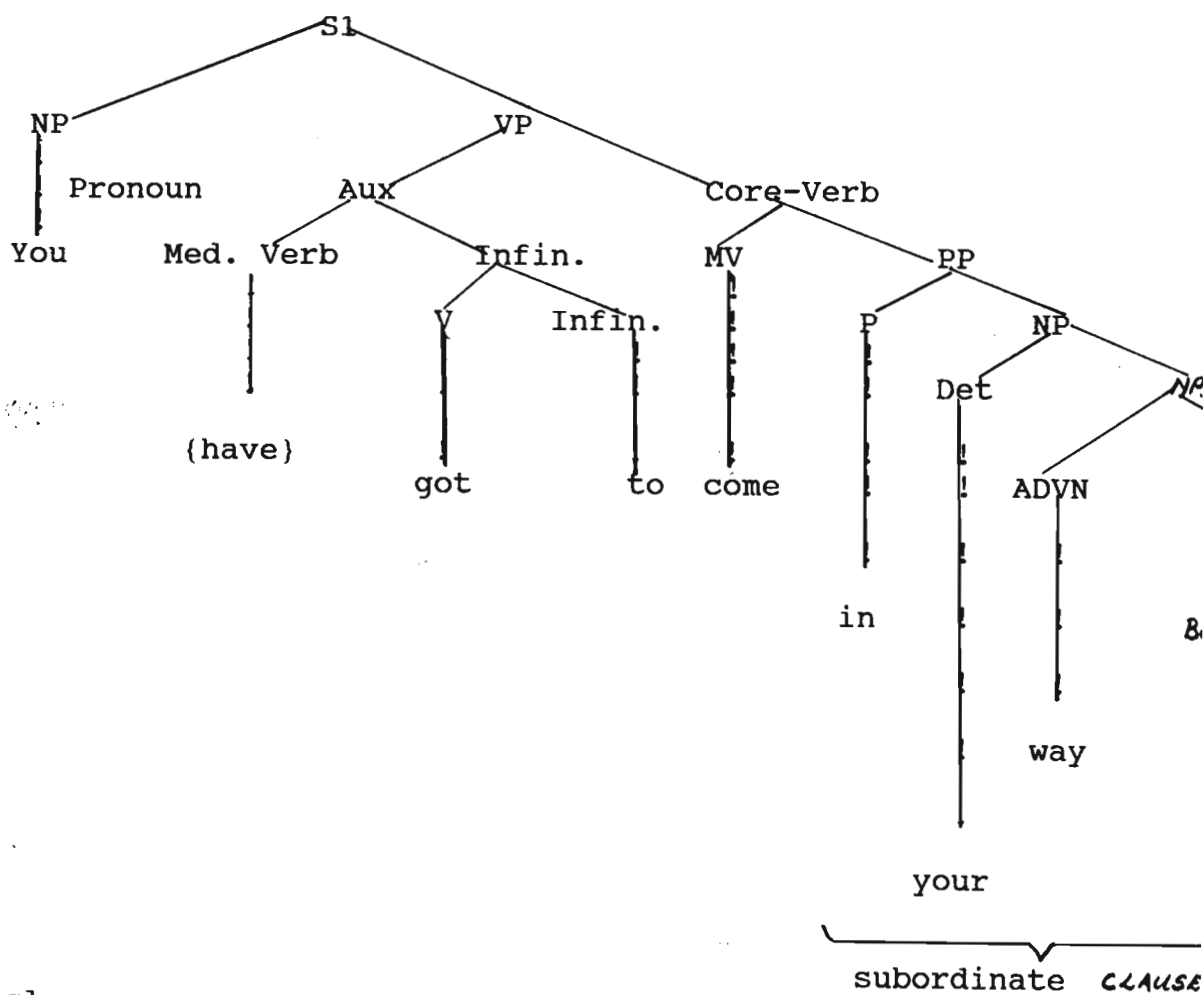 S1
NP VP
Pronoun Aux Core-Verb
You Med. Verb Infin. MV PP
V Infin. P NP
Det NP
{have}
got to come ADVN
in
way
your
subordinate CLAUSE